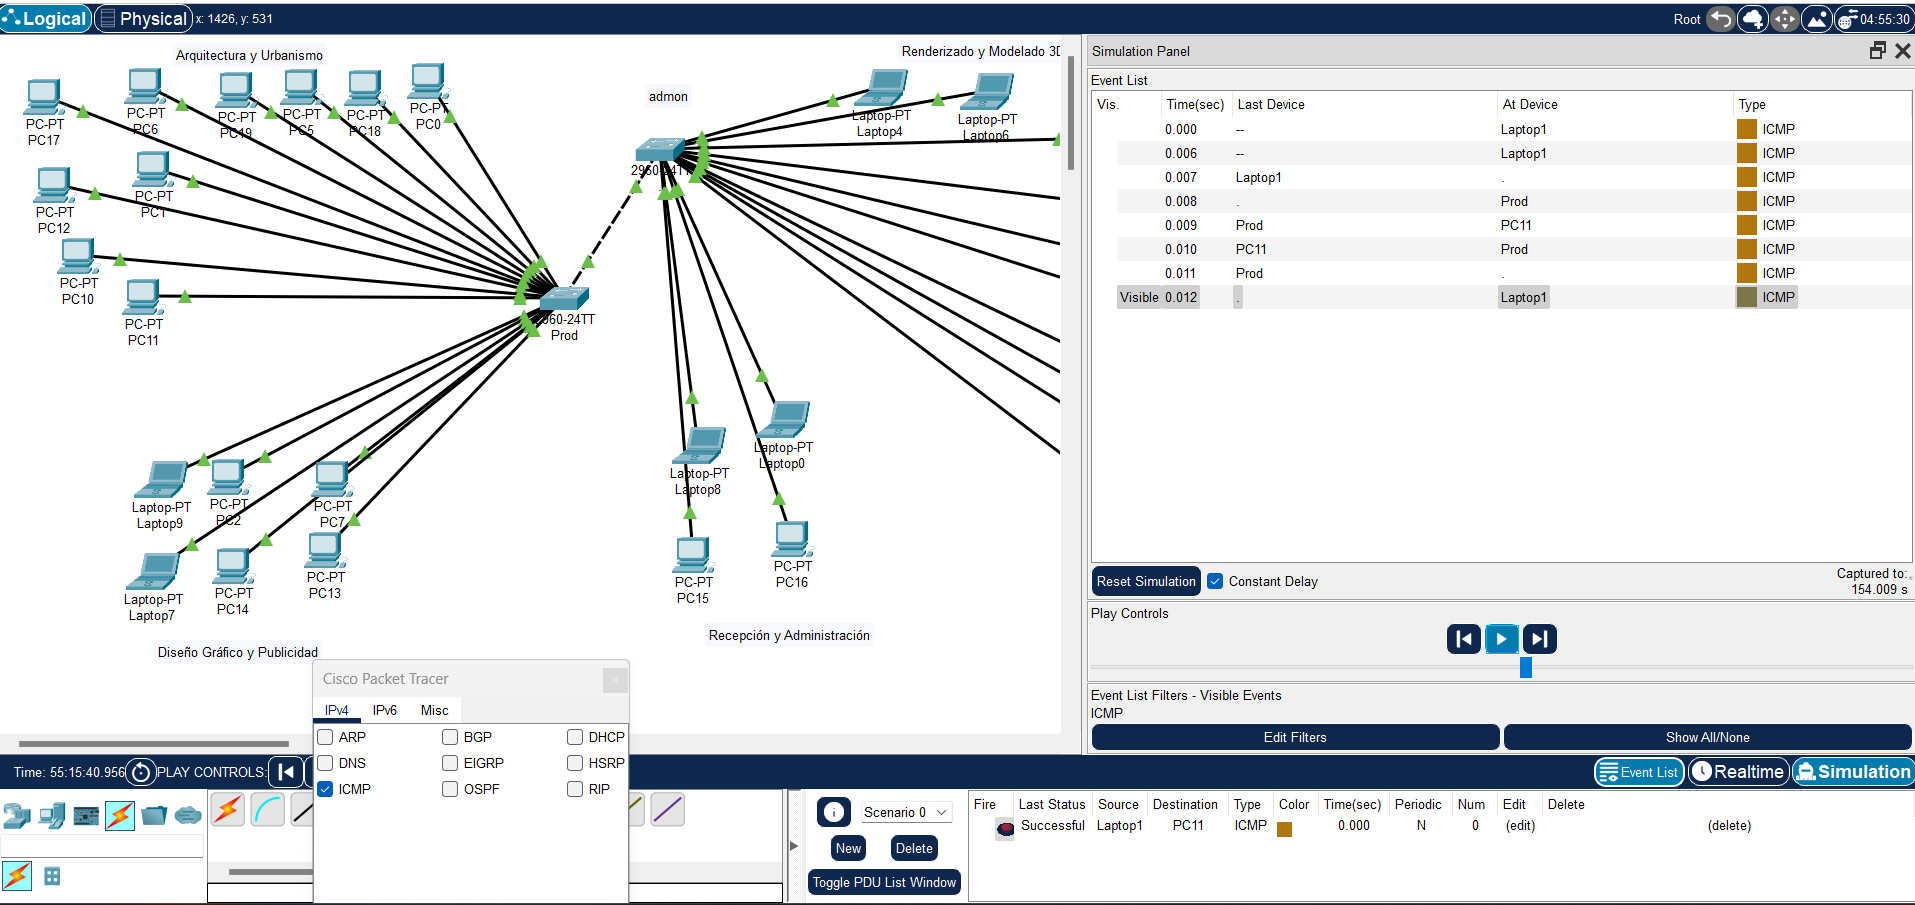 Logical Physical x: 1426, y: 531 Root 04:55:30
Arquitectura y Urbanismo
Renderizado y Modelado 3D
admon
PC-PT
PC17
PC-PT
PC6
PC-PT
PC19
PC-PT
PC5
PC-PT
PC18
PC-PT
PC0
Laptop-PT
Laptop4
Laptop-PT
Laptop6
2960-24TT
PC-PT
PC12
PC-PT
PC1
PC-PT
PC10
PC-PT
PC11
960-24TT
Prod
Laptop-PT
Laptop9
PC-PT
PC2
PC-PT
PC7
Laptop-PT
Laptop7
PC-PT
PC14
PC-PT
PC13
Laptop-PT
Laptop8
Laptop-PT
Laptop0
PC-PT
PC15
PC-PT
PC16
Diseño Gráfico y Publicidad
Recepción y Administración
Simulation Panel
Event List
Vis. Time(sec) Last Device At Device Type
0.000 -- Laptop1 ICMP
0.006 -- Laptop1 ICMP
0.007 Laptop1 . ICMP
0.008 . Prod ICMP
0.009 Prod PC11 ICMP
0.010 PC11 Prod ICMP
0.011 Prod . ICMP
Visible 0.012 . Laptop1 ICMP
Reset Simulation Constant Delay
Captured to:
154.009 s
Play Controls
Event List Filters - Visible Events
ICMP
Edit Filters Show All/None
Cisco Packet Tracer
IPv4 IPv6 Misc
ARP BGP DHCP
DNS EIGRP HSRP
ICMP OSPF RIP
Time: 55:15:40.956 PLAY CONTROLS:
Event List Realtime Simulation
Scenario 0
New Delete
Toggle PDU List Window
Fire Last Status Source Destination Type Color Time(sec) Periodic Num Edit Delete
Successful Laptop1 PC11 ICMP 0.000 N 0 (edit) (delete)